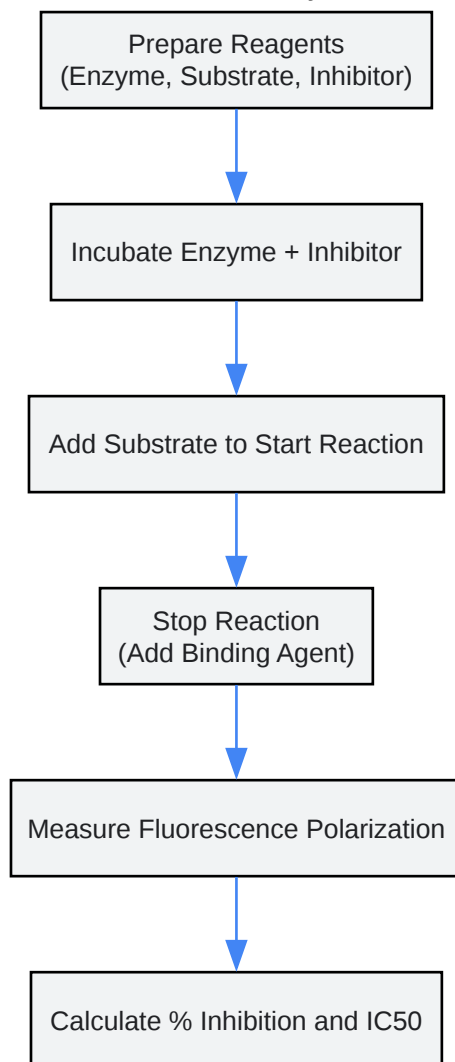 Prepare Reagents
(Enzyme, Substrate, Inhibitor)
Incubate Enzyme + Inhibitor
Add Substrate to Start Reaction
Stop Reaction
(Add Binding Agent)
Measure Fluorescence Polarization
Calculate % Inhibition and IC50